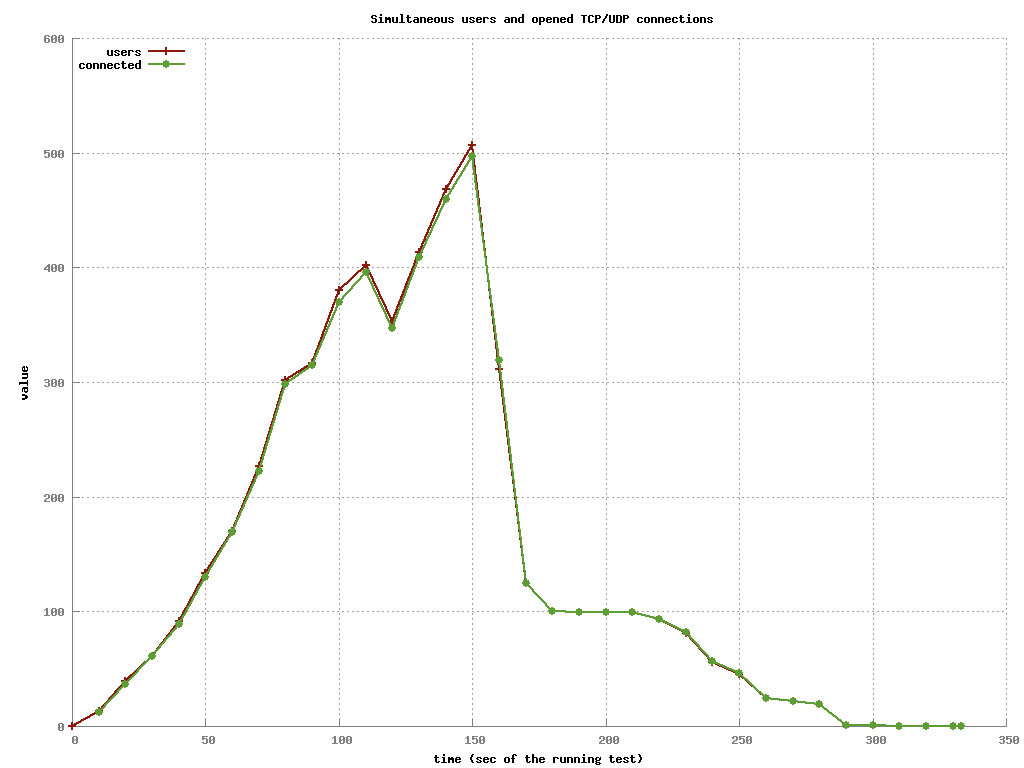 Simultaneous users and opened TCP/UDP connections
600
users
connected
500
400
value
300
200
100
0
0 50 100 150 200 250 300 350
time (sec of the running test)